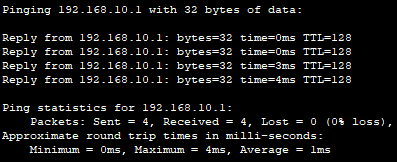 Pinging 192.168.10.1 with 32 bytes of data:
Reply from 192.168.10.1: bytes=32 time=0ms TTL=128
Reply from 192.168.10.1: bytes=32 time=0ms TTL=128
Reply from 192.168.10.1: bytes=32 time=3ms TTL=128
Reply from 192.168.10.1: bytes=32 time=4ms TTL=128
Ping statistics for 192.168.10.1:
Packets: Sent = 4, Received = 4, Lost = 0 (0% loss),
Approximate round trip times in milli-seconds:
Minimum = 0ms, Maximum = 4ms, Average = 1ms